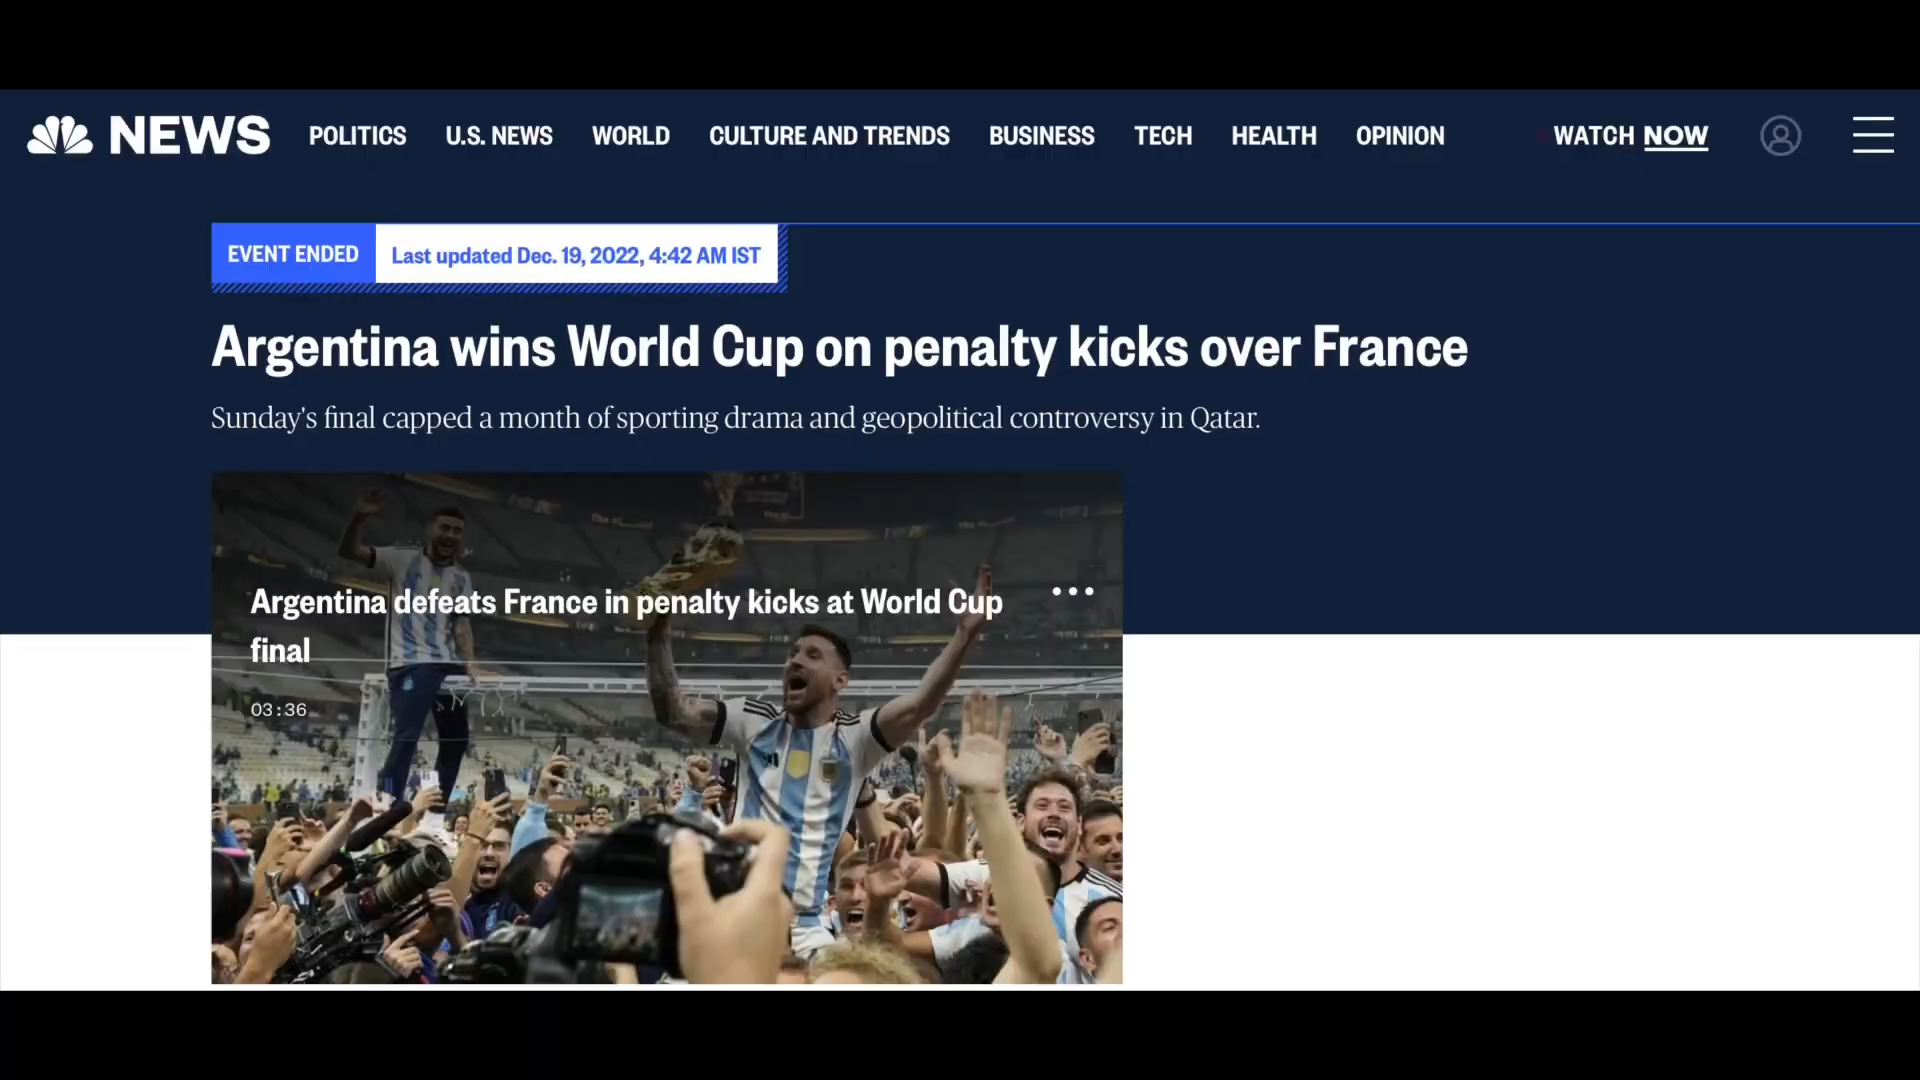 NEWS POLITICS U.S. NEWS WORLD CULTURE AND TRENDS BUSINESS TECH HEALTH OPINION WATCH NOW
EVENT ENDED Last updated Dec. 19, 2022, 4:42 AM IST
Argentina wins World Cup on penalty kicks over France
Sunday's final capped a month of sporting drama and geopolitical controversy in Qatar.
Argentina defeats France in penalty kicks at World Cup
final
03:36